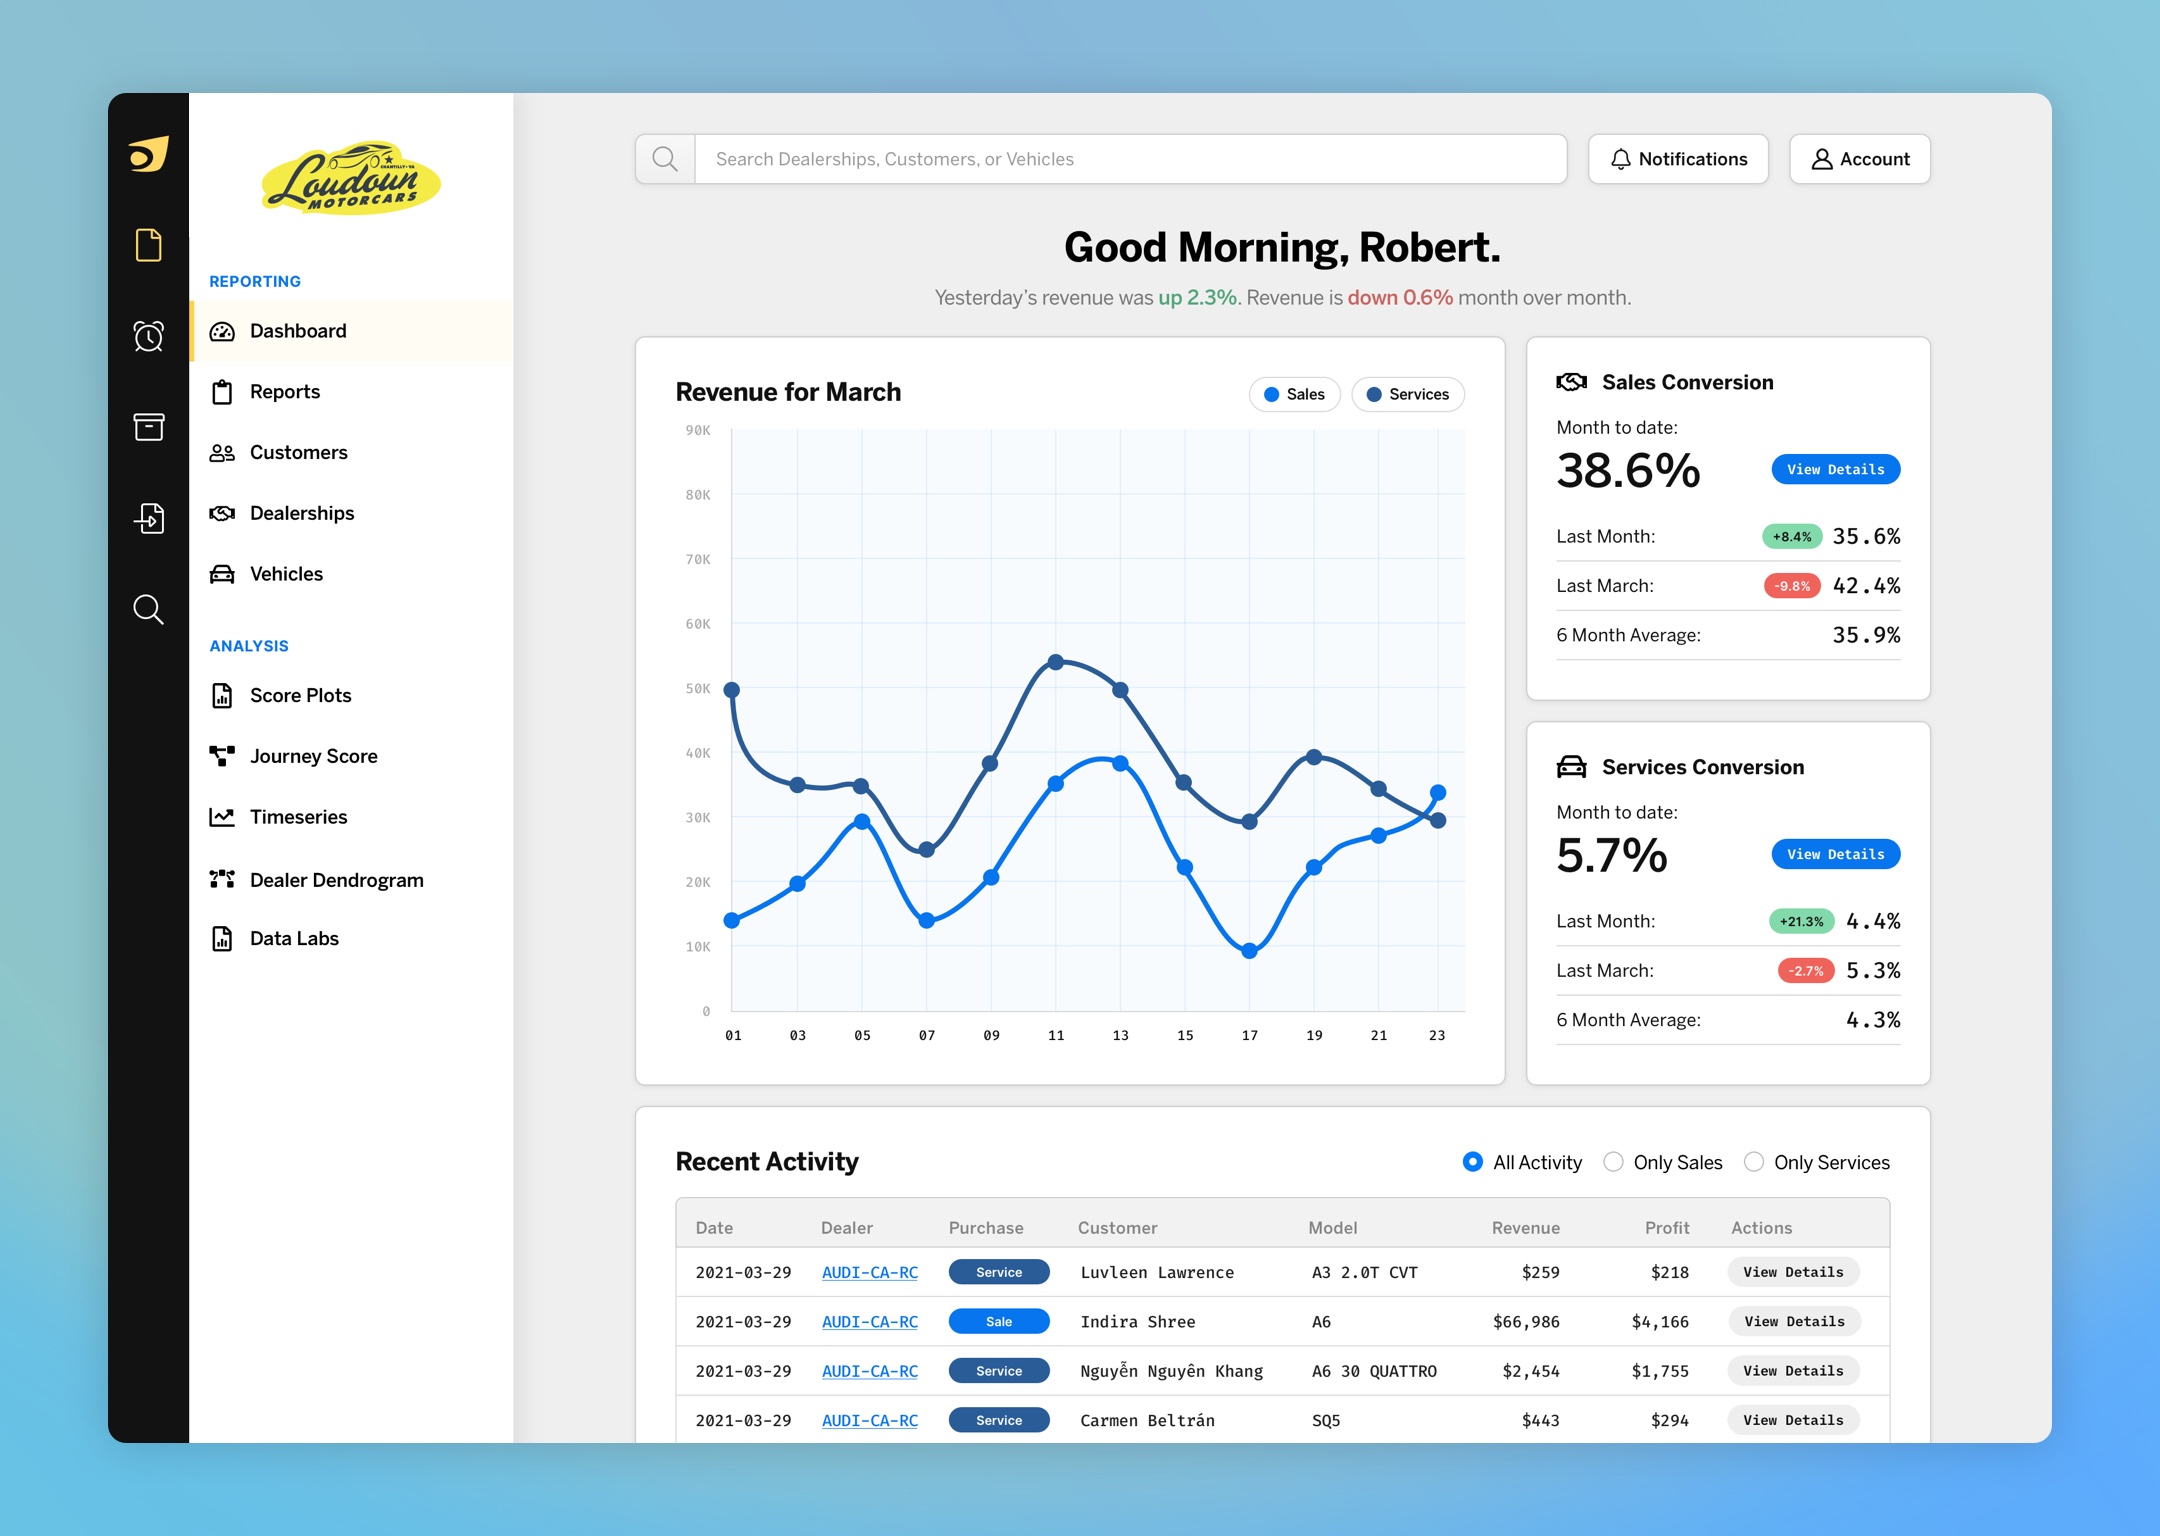 CHANTILLY • VA
Loudoun
MOTORCARS
REPORTING
Dashboard
Reports
Customers
Dealerships
Vehicles
ANALYSIS
Score Plots
Journey Score
Timeseries
Dealer Dendrogram
Data Labs
Search Dealerships, Customers, or Vehicles
Notifications
Account
Good Morning, Robert.
Yesterday’s revenue was up 2.3%. Revenue is down 0.6% month over month.
Revenue for March
Sales
Services
90K
80K
70K
60K
50K
40K
30K
20K
10K
0
01 03 05 07 09 11 13 15 17 19 21 23
Sales Conversion
Month to date:
38.6% View Details
Last Month: +8.4% 35.6%
Last March: -9.8% 42.4%
6 Month Average: 35.9%
Services Conversion
Month to date:
5.7% View Details
Last Month: +21.3% 4.4%
Last March: -2.7% 5.3%
6 Month Average: 4.3%
Recent Activity
All Activity Only Sales Only Services
Date Dealer Purchase Customer Model Revenue Profit Actions
2021-03-29 AUDI-CA-RC Service Luvleen Lawrence A3 2.0T CVT $259 $218 View Details
2021-03-29 AUDI-CA-RC Sale Indira Shree A6 $66,986 $4,166 View Details
2021-03-29 AUDI-CA-RC Service Nguyễn Nguyên Khang A6 30 QUATTRO $2,454 $1,755 View Details
2021-03-29 AUDI-CA-RC Service Carmen Beltrán SQ5 $443 $294 View Details